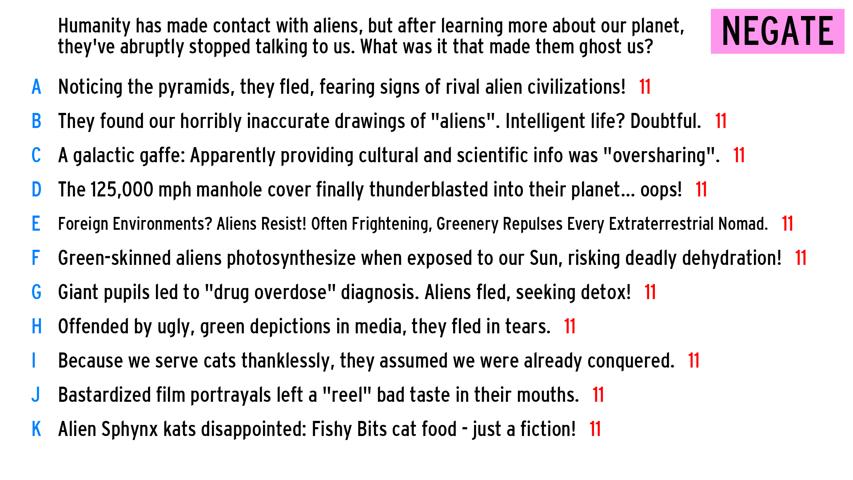 Humanity has made contact with aliens, but after learning more about our planet,
they've abruptly stopped talking to us. What was it that made them ghost us?
NEGATE
A Noticing the pyramids, they fled, fearing signs of rival alien civilizations! 11
B They found our horribly inaccurate drawings of "aliens". Intelligent life? Doubtful. 11
C A galactic gaffe: Apparently providing cultural and scientific info was "oversharing". 11
D The 125,000 mph manhole cover finally thunderblasted into their planet... oops! 11
E Foreign Environments? Aliens Resist! Often Frightening, Greenery Repulses Every Extraterrestrial Nomad. 11
F Green-skinned aliens photosynthesize when exposed to our Sun, risking deadly dehydration! 11
G Giant pupils led to "drug overdose" diagnosis. Aliens fled, seeking detox! 11
H Offended by ugly, green depictions in media, they fled in tears. 11
I Because we serve cats thanklessly, they assumed we were already conquered. 11
J Bastardized film portrayals left a "reel" bad taste in their mouths. 11
K Alien Sphynx kats disappointed: Fishy Bits cat food - just a fiction! 11